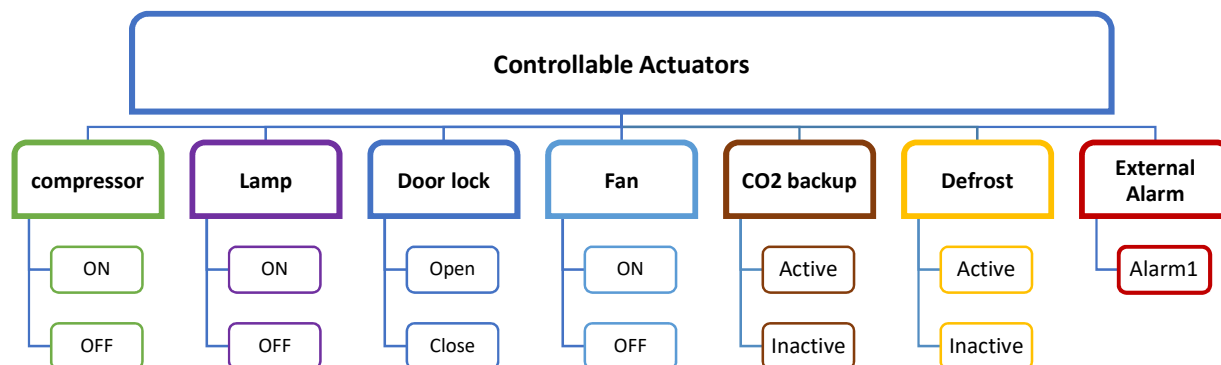 Controllable Actuators
compressor
Lamp
Door lock
Fan
CO2 backup
Defrost
External
Alarm
ON
ON
Open
ON
Active
Active
Alarm1
OFF
OFF
Close
OFF
Inactive
Inactive